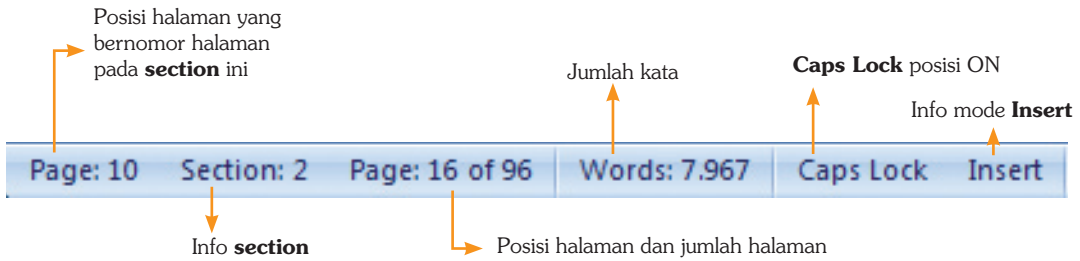 Posisi halaman yang
bernomor halaman
pada section ini
Jumlah kata
Caps Lock posisi ON
Info mode Insert
Page: 10 Section: 2 Page: 16 of 96 Words: 7.967 Caps Lock Insert
Info section
Posisi halaman dan jumlah halaman